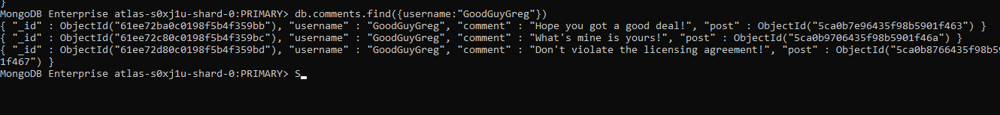 }
MongoDB Enterprise atlas-s0xj1u-shard-0:PRIMARY> db.comments.find({username:"GoodGuyGreg"})
{ "_id" : ObjectId("61ee72ba0c0198f5b4f359bb"), "username" : "GoodGuyGreg", "comment" : "Hope you got a good deal!", "post" : ObjectId("5ca0b7e96435f98b5901f463") }
{ "_id" : ObjectId("61ee72c80c0198f5b4f359bc"), "username" : "GoodGuyGreg", "comment" : "What's mine is yours!", "post" : ObjectId("5ca0b9706435f98b5901f46a") }
{ "_id" : ObjectId("61ee72d80c0198f5b4f359bd"), "username" : "GoodGuyGreg", "comment" : "Don't violate the licensing agreement!", "post" : ObjectId("5ca0b8766435f98b59
01f467") }
MongoDB Enterprise atlas-s0xj1u-shard-0:PRIMARY> S